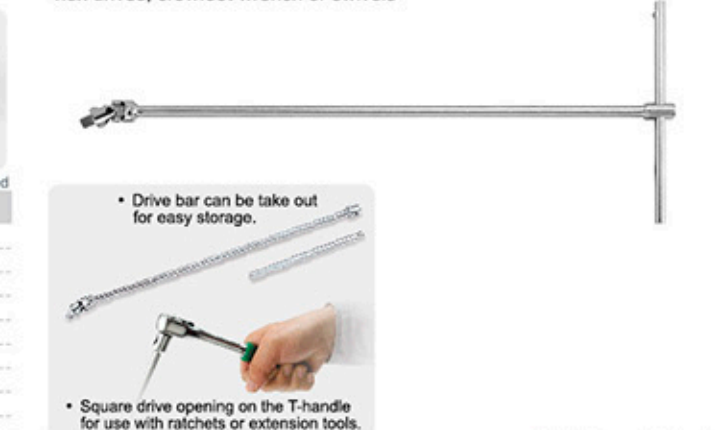 d
• Drive bar can be take out
for easy storage.
• Square drive opening on the T-handle
for use with ratchets or extension tools.